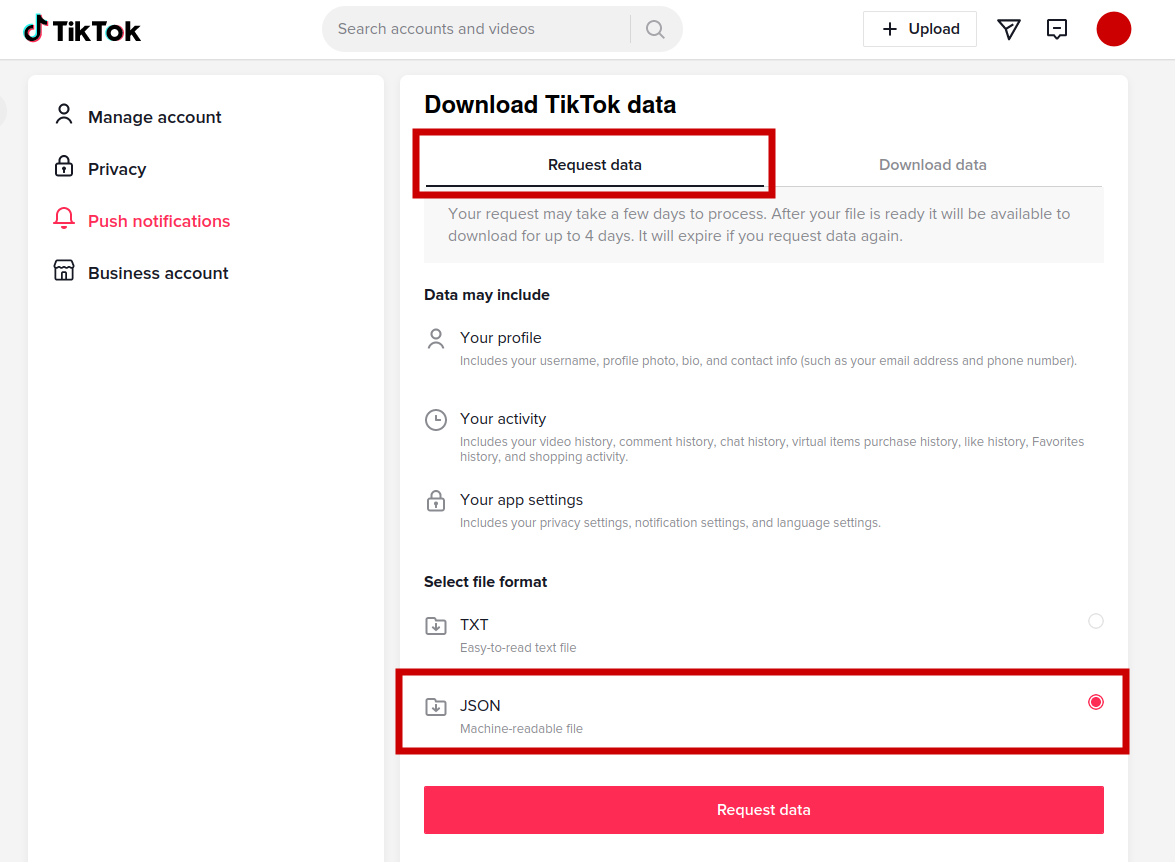 TikTok
Search accounts and videos
Upload
Manage account
Privacy
Push notifications
Business account
Download TikTok data
Request data
Download data
Your request may take a few days to process. After your file is ready it will be available to
download for up to 4 days. It will expire if you request data again.
Data may include
Your profile
Includes your username, profile photo, bio, and contact info (such as your email address and phone number).
Your activity
Includes your video history, comment history, chat history, virtual items purchase history, like history, Favorites
history, and shopping activity.
Your app settings
Includes your privacy settings, notification settings, and language settings.
Select file format
TXT
Easy-to-read text file
JSON
Machine-readable file
Request data